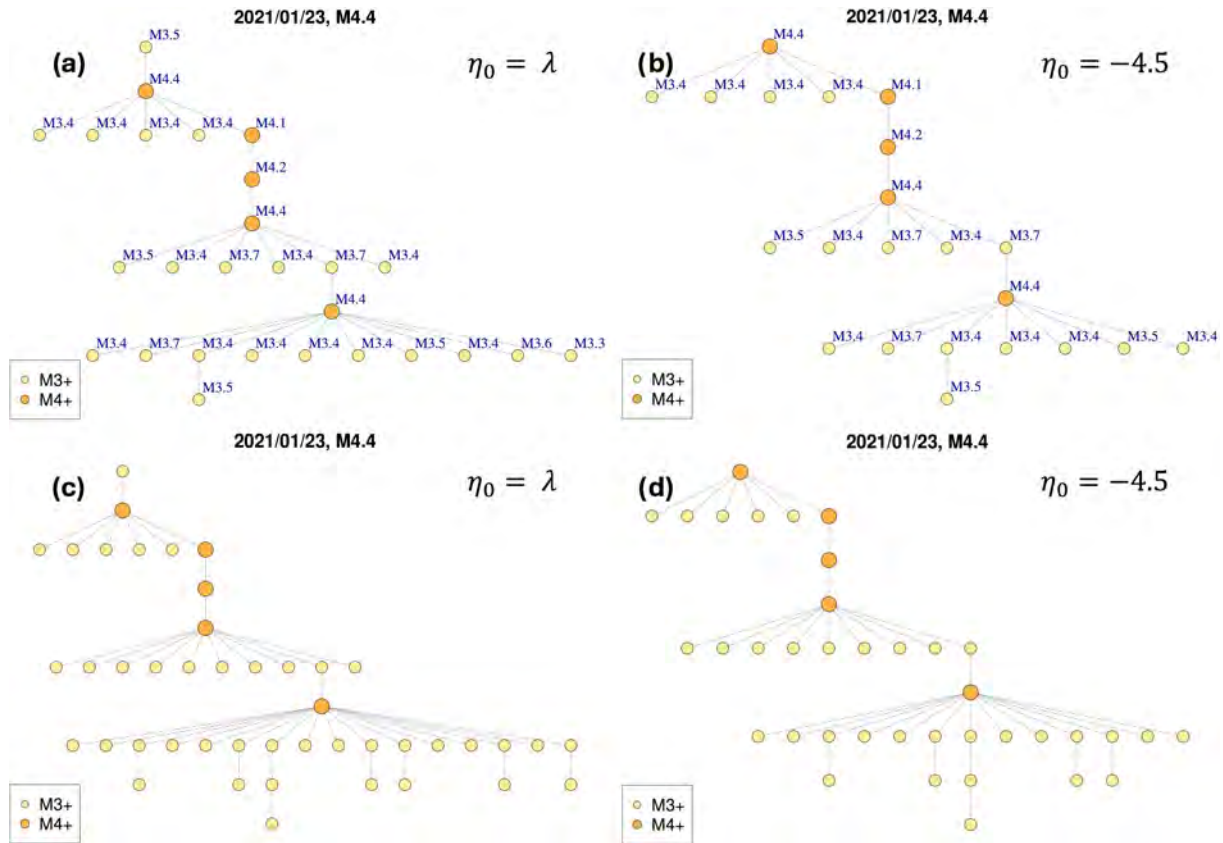 2021/01/23, M4.4
(a)
η₀ = λ
M3.5
M4.4
M3.4 M3.4 M3.4 M3.4 M4.1
M4.2
M4.4
M3.5 M3.4 M3.7 M3.4 M3.7 M3.4
M4.4
M3.4 M3.7 M3.4 M3.4 M3.4 M3.4 M3.5 M3.4 M3.6 M3.3
M3.5
M3+
M4+
2021/01/23, M4.4
(b)
η₀ = −4.5
M4.4
M3.4 M3.4 M3.4 M3.4 M4.1
M4.2
M4.4
M3.5 M3.4 M3.7 M3.4 M3.7
M4.4
M3.4 M3.7 M3.4 M3.4 M3.4 M3.5 M3.4
M3.5
M3+
M4+
2021/01/23, M4.4
(c)
η₀ = λ
M3+
M4+
2021/01/23, M4.4
(d)
η₀ = −4.5
M3+
M4+